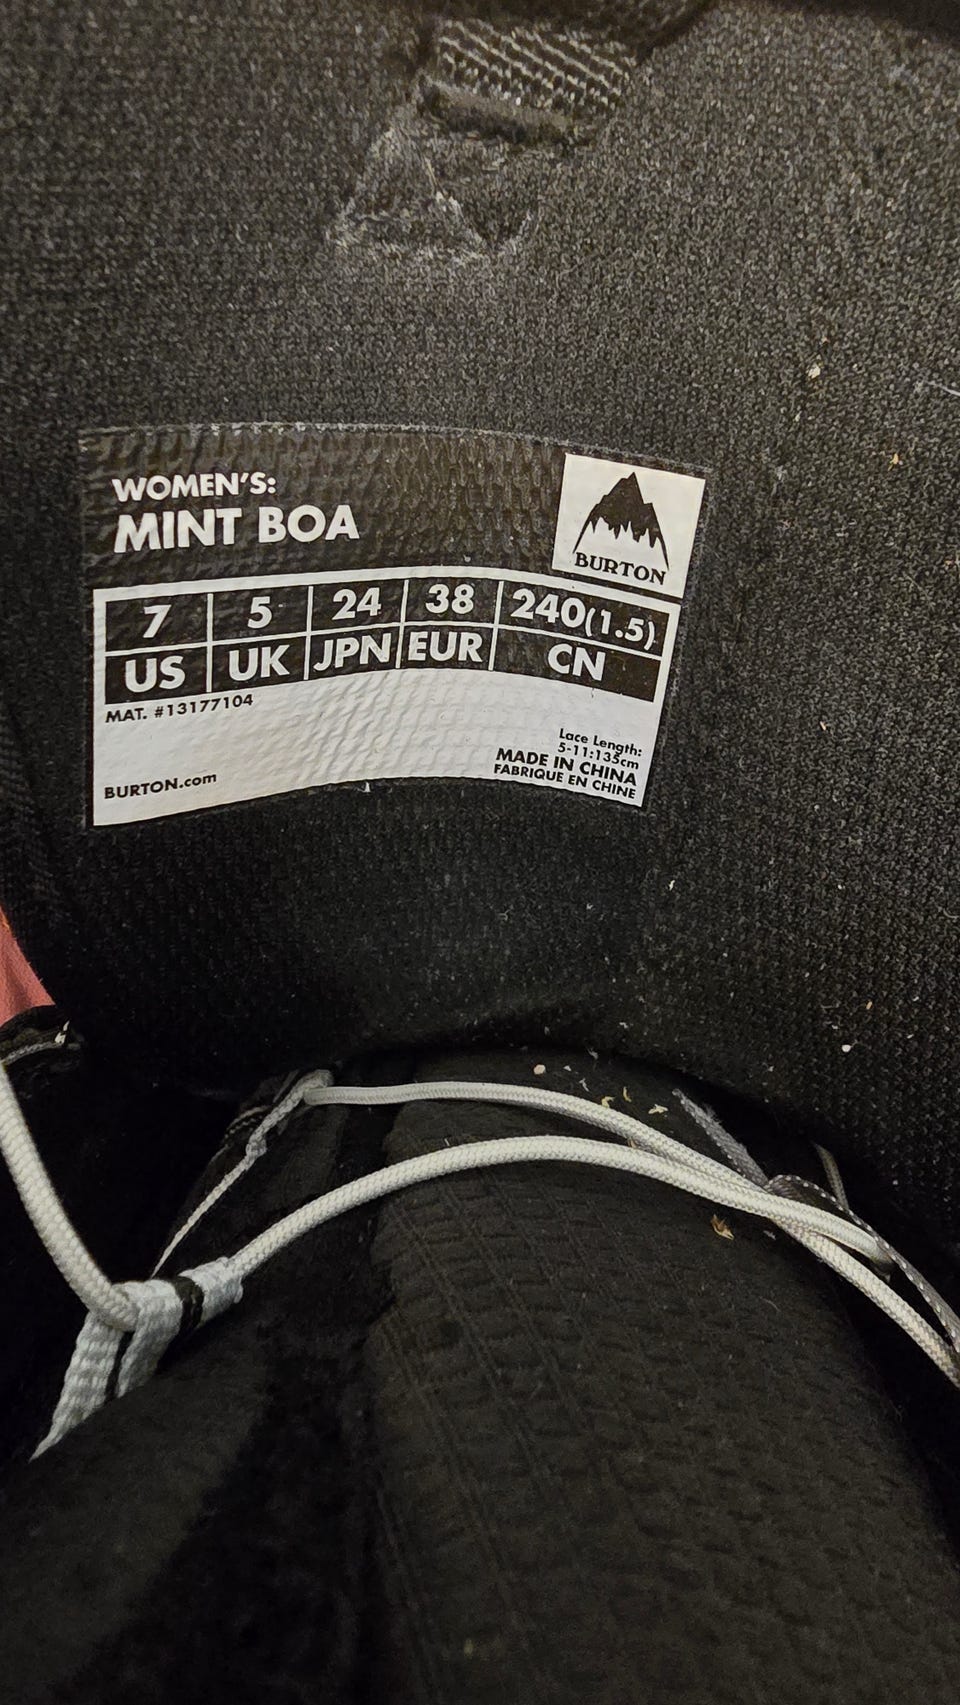 WOMEN'S:
MINT BOA
BURTON
7 5 24 38 240(1.5)
US UK JPN EUR CN
MAT. #13177104
Lace Length:
5-11:135cm
MADE IN CHINA
FABRIQUE EN CHINE
BURTON.com